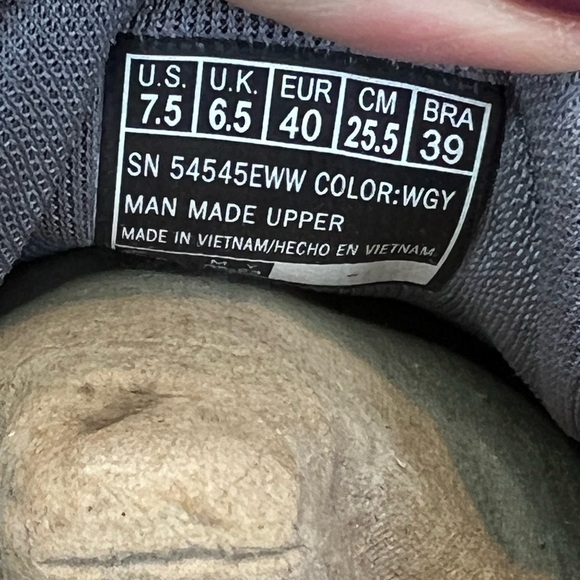 U.S. U.K. EUR CM BRA
7.5 6.5 40 25.5 39
SN 54545EWW COLOR:WGY
MAN MADE UPPER
MADE IN VIETNAM/HECHO EN VIETNAM